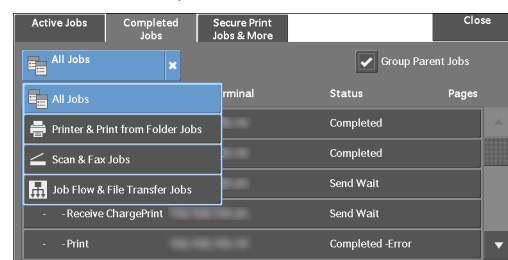 Active Jobs
Completed Jobs
Secure Print Jobs & More
Close
All Jobs
Group Parent Jobs
All Jobs
Status
Pages
Printer & Print from Folder Jobs
Completed
Scan & Fax Jobs
Completed
Job Flow & File Transfer Jobs
Send Wait
- - Receive ChargePrint
Send Wait
- - Print
Completed -Error